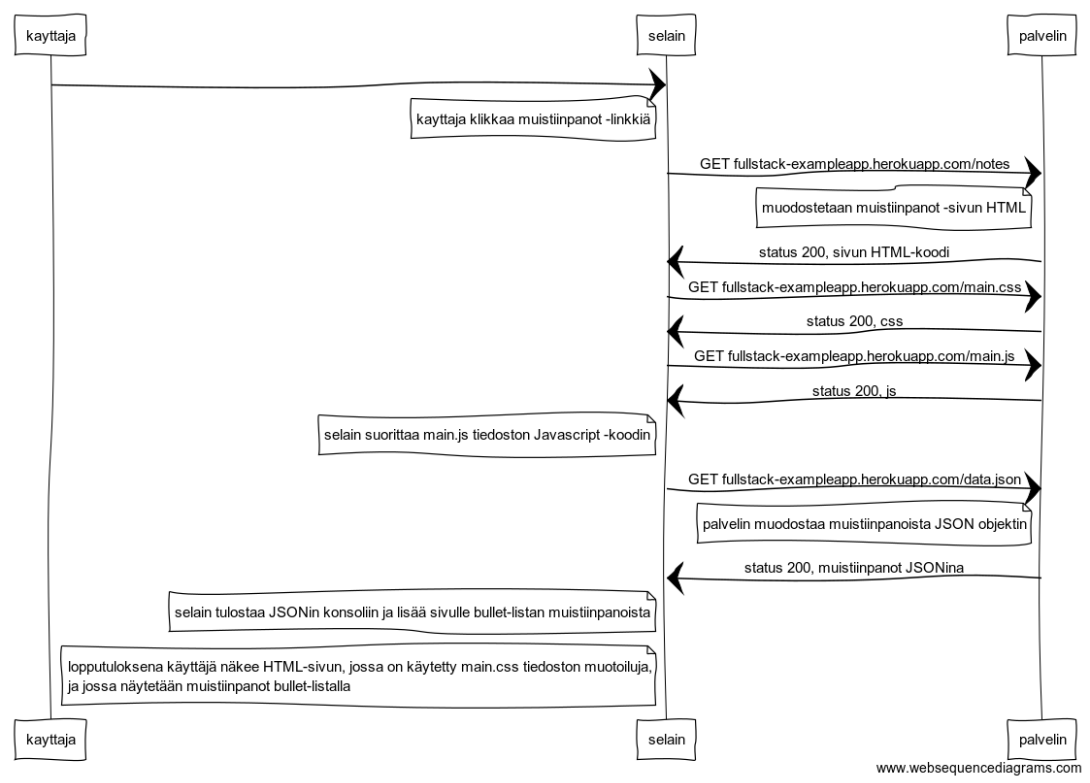 kayttaja
selain
palvelin
kayttaja klikkaa muistiinpanot -linkkiä
GET fullstack-exampleapp.herokuapp.com/notes
muodostetaan muistiinpanot -sivun HTML
status 200, sivun HTML-koodi
GET fullstack-exampleapp.herokuapp.com/main.css
status 200, css
GET fullstack-exampleapp.herokuapp.com/main.js
status 200, js
selain suorittaa main.js tiedoston Javascript -koodin
GET fullstack-exampleapp.herokuapp.com/data.json
palvelin muodostaa muistiinpanoista JSON objektin
status 200, muistiinpanot JSONina
selain tulostaa JSONin konsoliin ja lisää sivulle bullet-listan muistiinpanoista
lopputuloksena käyttäjä näkee HTML-sivun, jossa on käytetty main.css tiedoston muotoiluja,
ja jossa näytetään muistiinpanot bullet-listalla
kayttaja
selain
palvelin
www.websequencediagrams.com